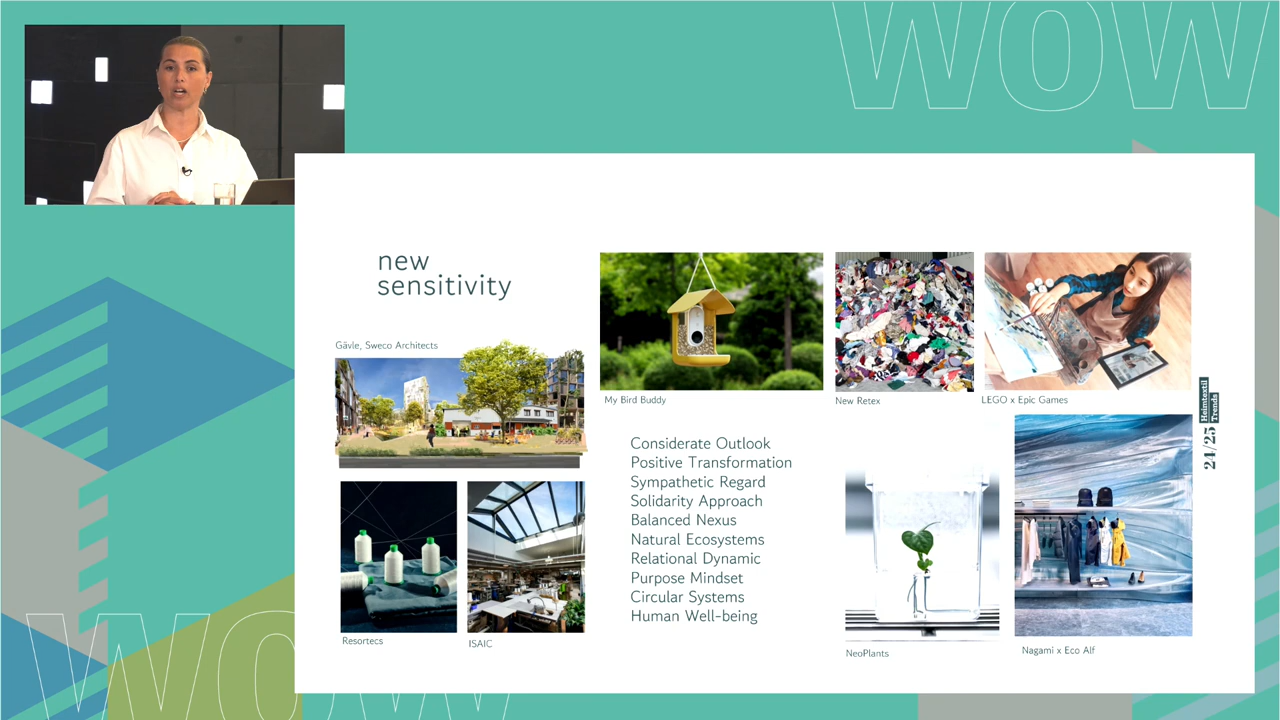 WOW
new
sensitivity
Gävle, Sweco Architects
My Bird Buddy
New Retex
LEGO x Epic Games
Considerate Outlook
Positive Transformation
Sympathetic Regard
Solidarity Approach
Balanced Nexus
Natural Ecosystems
Relational Dynamic
Purpose Mindset
Circular Systems
Human Well-being
24/25 Heimtextil
Trends
Resortecs
ISAIC
NeoPlants
Nagami x Eco Alf
WOW